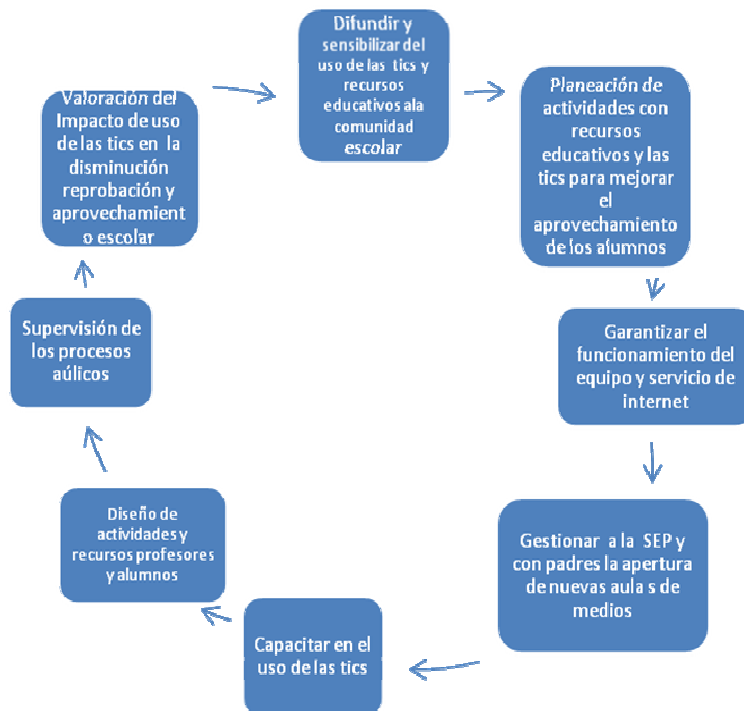 Difundir y
sensibilizar del
uso de las tics y
recursos
educativos ala
comunidad
escolar
Planeación de
actividades con
recursos
educativos y las
tics para mejorar
el
aprovechamiento
de los alumnos
Garantizar el
funcionamiento del
equipo y servicio de
internet
Gestionar a la SEP y
con padres la apertura
de nuevas aula s de
medios
Capacitar en el
uso de las tics
Diseño de
actividades y
recursos profesores
y alumnos
Supervisión de
los procesos
aúlicos
Valoración del
Impacto de uso
de las tics en la
disminución
reprobación y
aprovechamient
o escolar